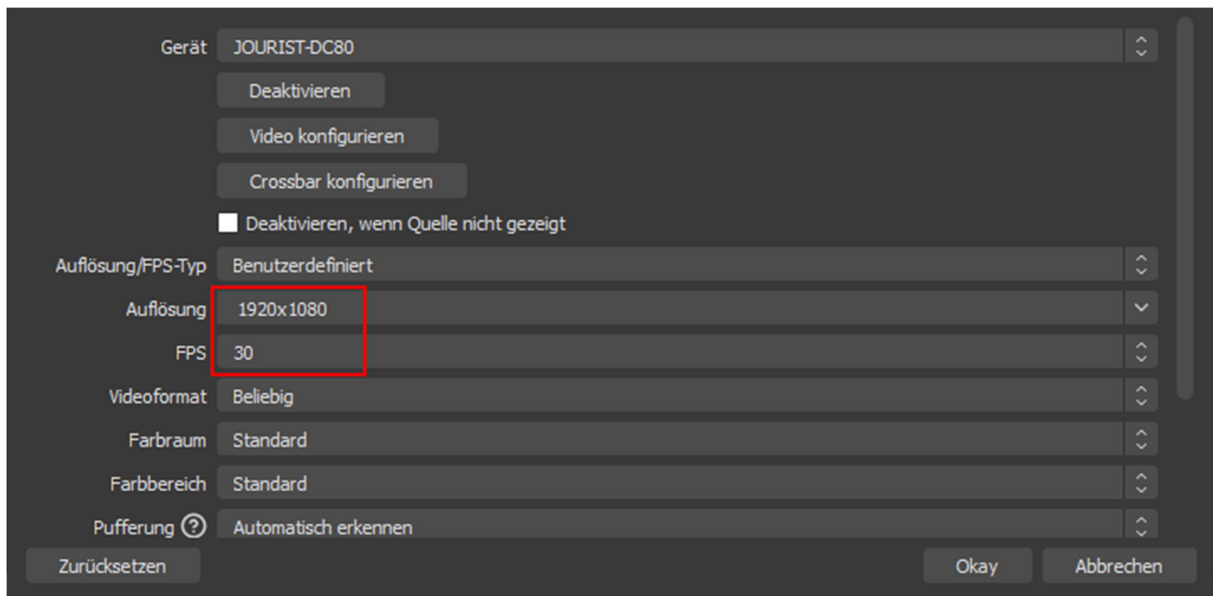 Gerät JOURIST-DC80
Deaktivieren
Video konfigurieren
Crossbar konfigurieren
Deaktivieren, wenn Quelle nicht gezeigt
Auflösung/FPS-Typ Benutzerdefiniert
Auflösung 1920x1080
FPS 30
Videoformat Beliebig
Farbraum Standard
Farbbereich Standard
Pufferung ? Automatisch erkennen
Zurücksetzen Okay Abbrechen